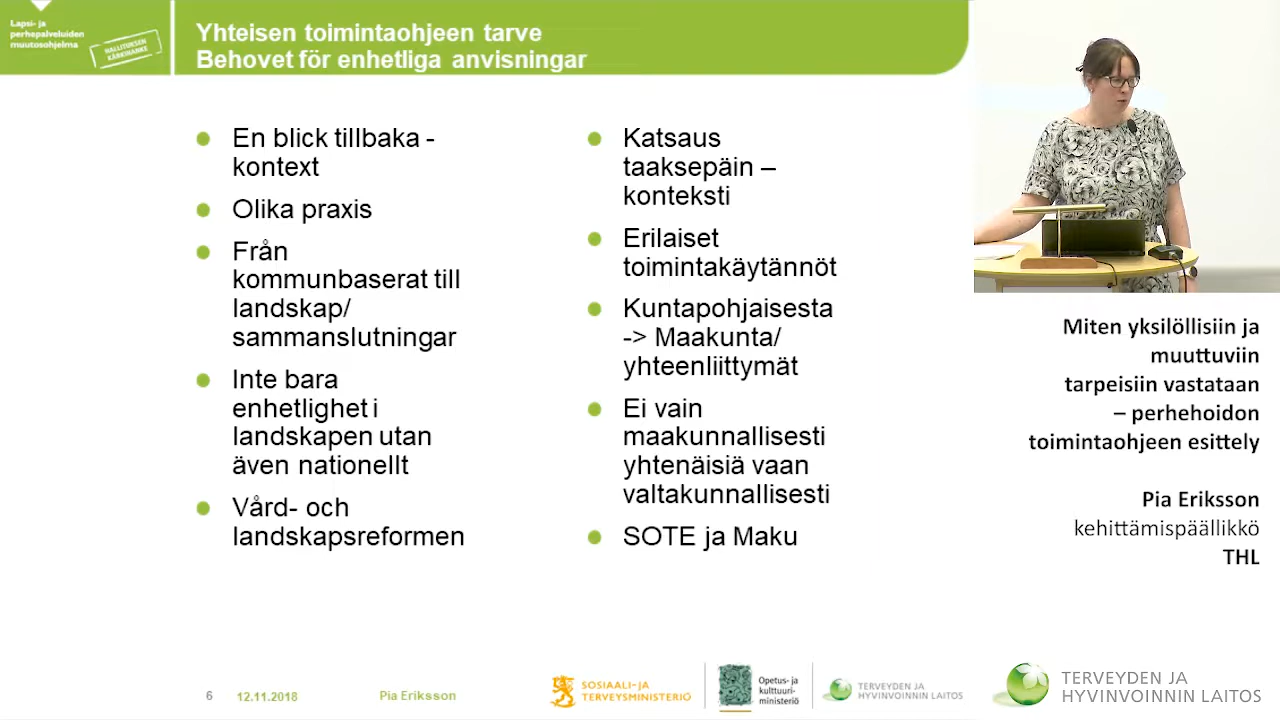 Lapsi- ja
perhepalveluiden
muutosohjelma
HALLITUKSEN
KÄRKIHANKE
Yhteisen toimintaohjeen tarve
Behovet för enhetliga anvisningar
En blick tillbaka -
kontext
Olika praxis
Från
kommunbaserat till
landskap/
sammanslutningar
Inte bara
enhetlighet i
landskapen utan
även nationellt
Vård- och
landskapsreformen
Katsaus
taaksepäin –
konteksti
Erilaiset
toimintakäytännöt
Kuntapohjaisesta
-> Maakunta/
yhteenliittymät
Ei vain
maakunnallisesti
yhtenäisiä vaan
valtakunnallisesti
SOTE ja Maku
Miten yksilöllisiin ja
muuttuviin
tarpeisiin vastataan
– perhehoidon
toimintaohjeen esittely
Pia Eriksson
kehittämispäällikkö
THL
6
12.11.2018
Pia Eriksson
SOSIAALI- JA
TERVEYSMINISTERIÖ
Opetus- ja
kulttuuri-
ministeriö
TERVEYDEN JA
HYVINVOINNIN LAITOS
TERVEYDEN JA
HYVINVOINNIN LAITOS